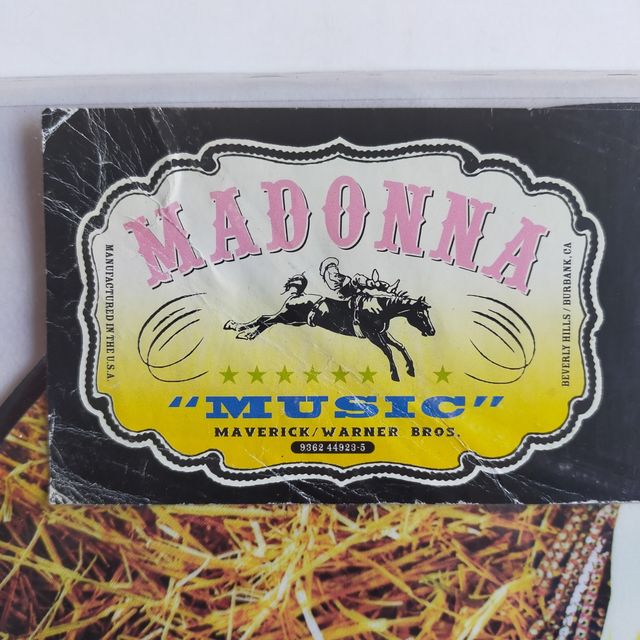 MADONNA
MANUFACTURED IN THE U.S.A
BEVERLY HILLS / BURBANK, CA
"MUSIC"
MAVERICK/WARNER BROS.
9362 44923-5